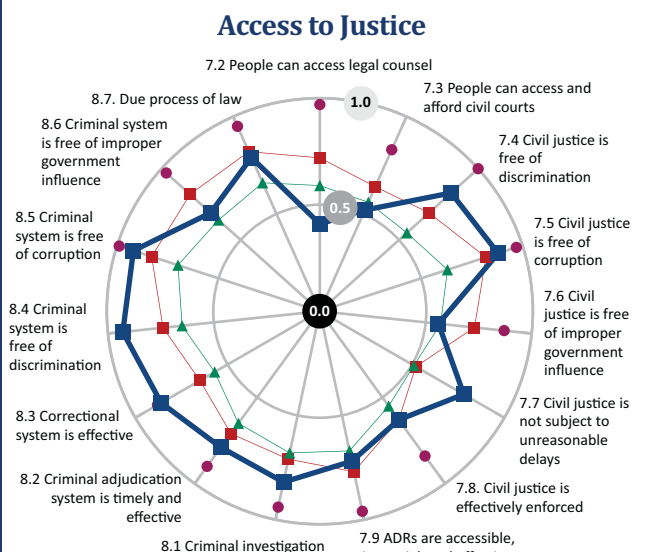 Access to Justice
7.2 People can access legal counsel
7.3 People can access and
afford civil courts
7.4 Civil justice is
free of
discrimination
7.5 Civil justice
is free of
corruption
7.6 Civil
justice is free
of improper
government
influence
7.7 Civil justice is
not subject to
unreasonable
delays
7.8. Civil justice is
effectively enforced
7.9 ADRs are accessible,
8.1 Criminal investigation
8.2 Criminal adjudication
system is timely and
effective
8.3 Correctional
system is effective
8.4 Criminal
system is
free of
discrimination
8.5 Criminal
system is free
of corruption
8.6 Criminal system
is free of improper
government
influence
8.7. Due process of law
1.0
0.5
0.0